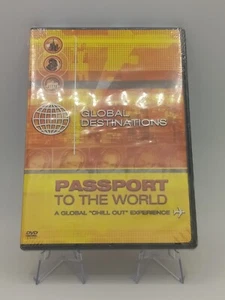 GLOBAL
DESTINATIONS
PASSPORT
TO THE WORLD
A GLOBAL "CHILL OUT" EXPERIENCE
DVD